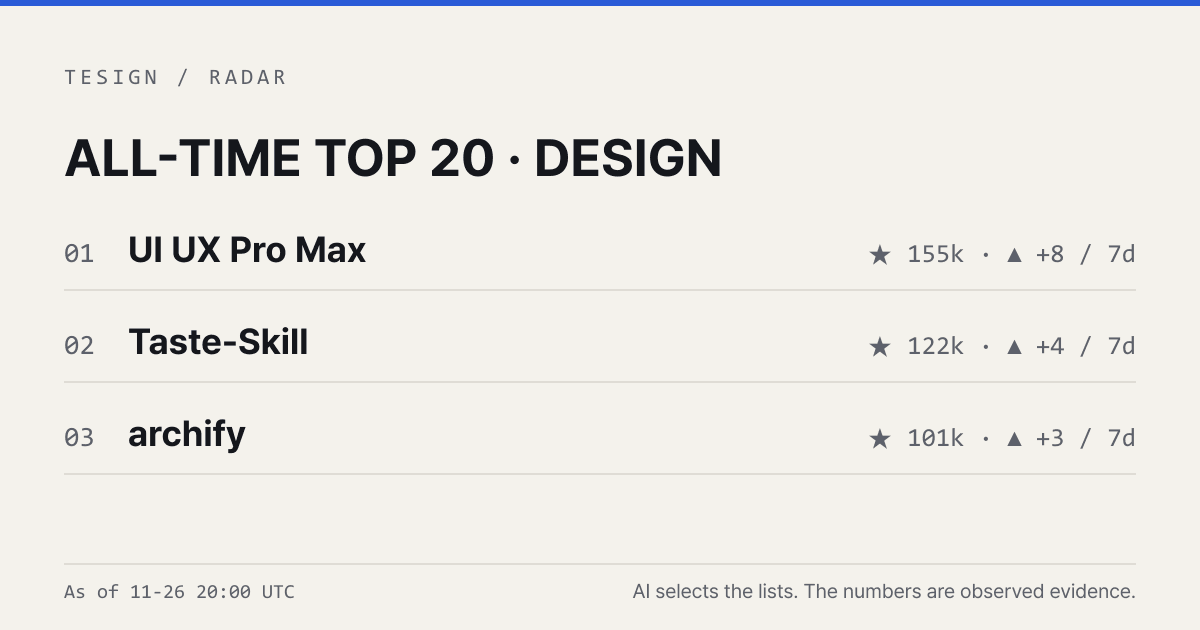 TESIGN / RADAR
ALL-TIME TOP 20 · DESIGN
01 UI UX Pro Max ★ 155k · ▲ +8 / 7d
02 Taste-Skill ★ 122k · ▲ +4 / 7d
03 archify ★ 101k · ▲ +3 / 7d
As of 11-26 20:00 UTC AI selects the lists. The numbers are observed evidence.